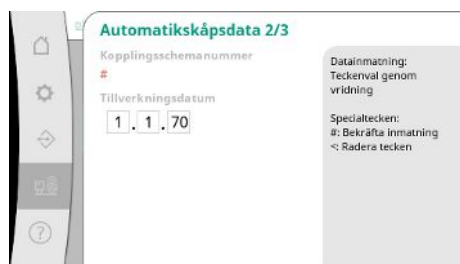 Automatikskåpsdata 2/3
Kopplingsschemanummer
#
Tillverkningsdatum
1 . 1 . 70
Datainmatning:
Teckenval genom
vridning
Specialtecken:
#: Bekräfta inmatning
<: Radera tecken
?